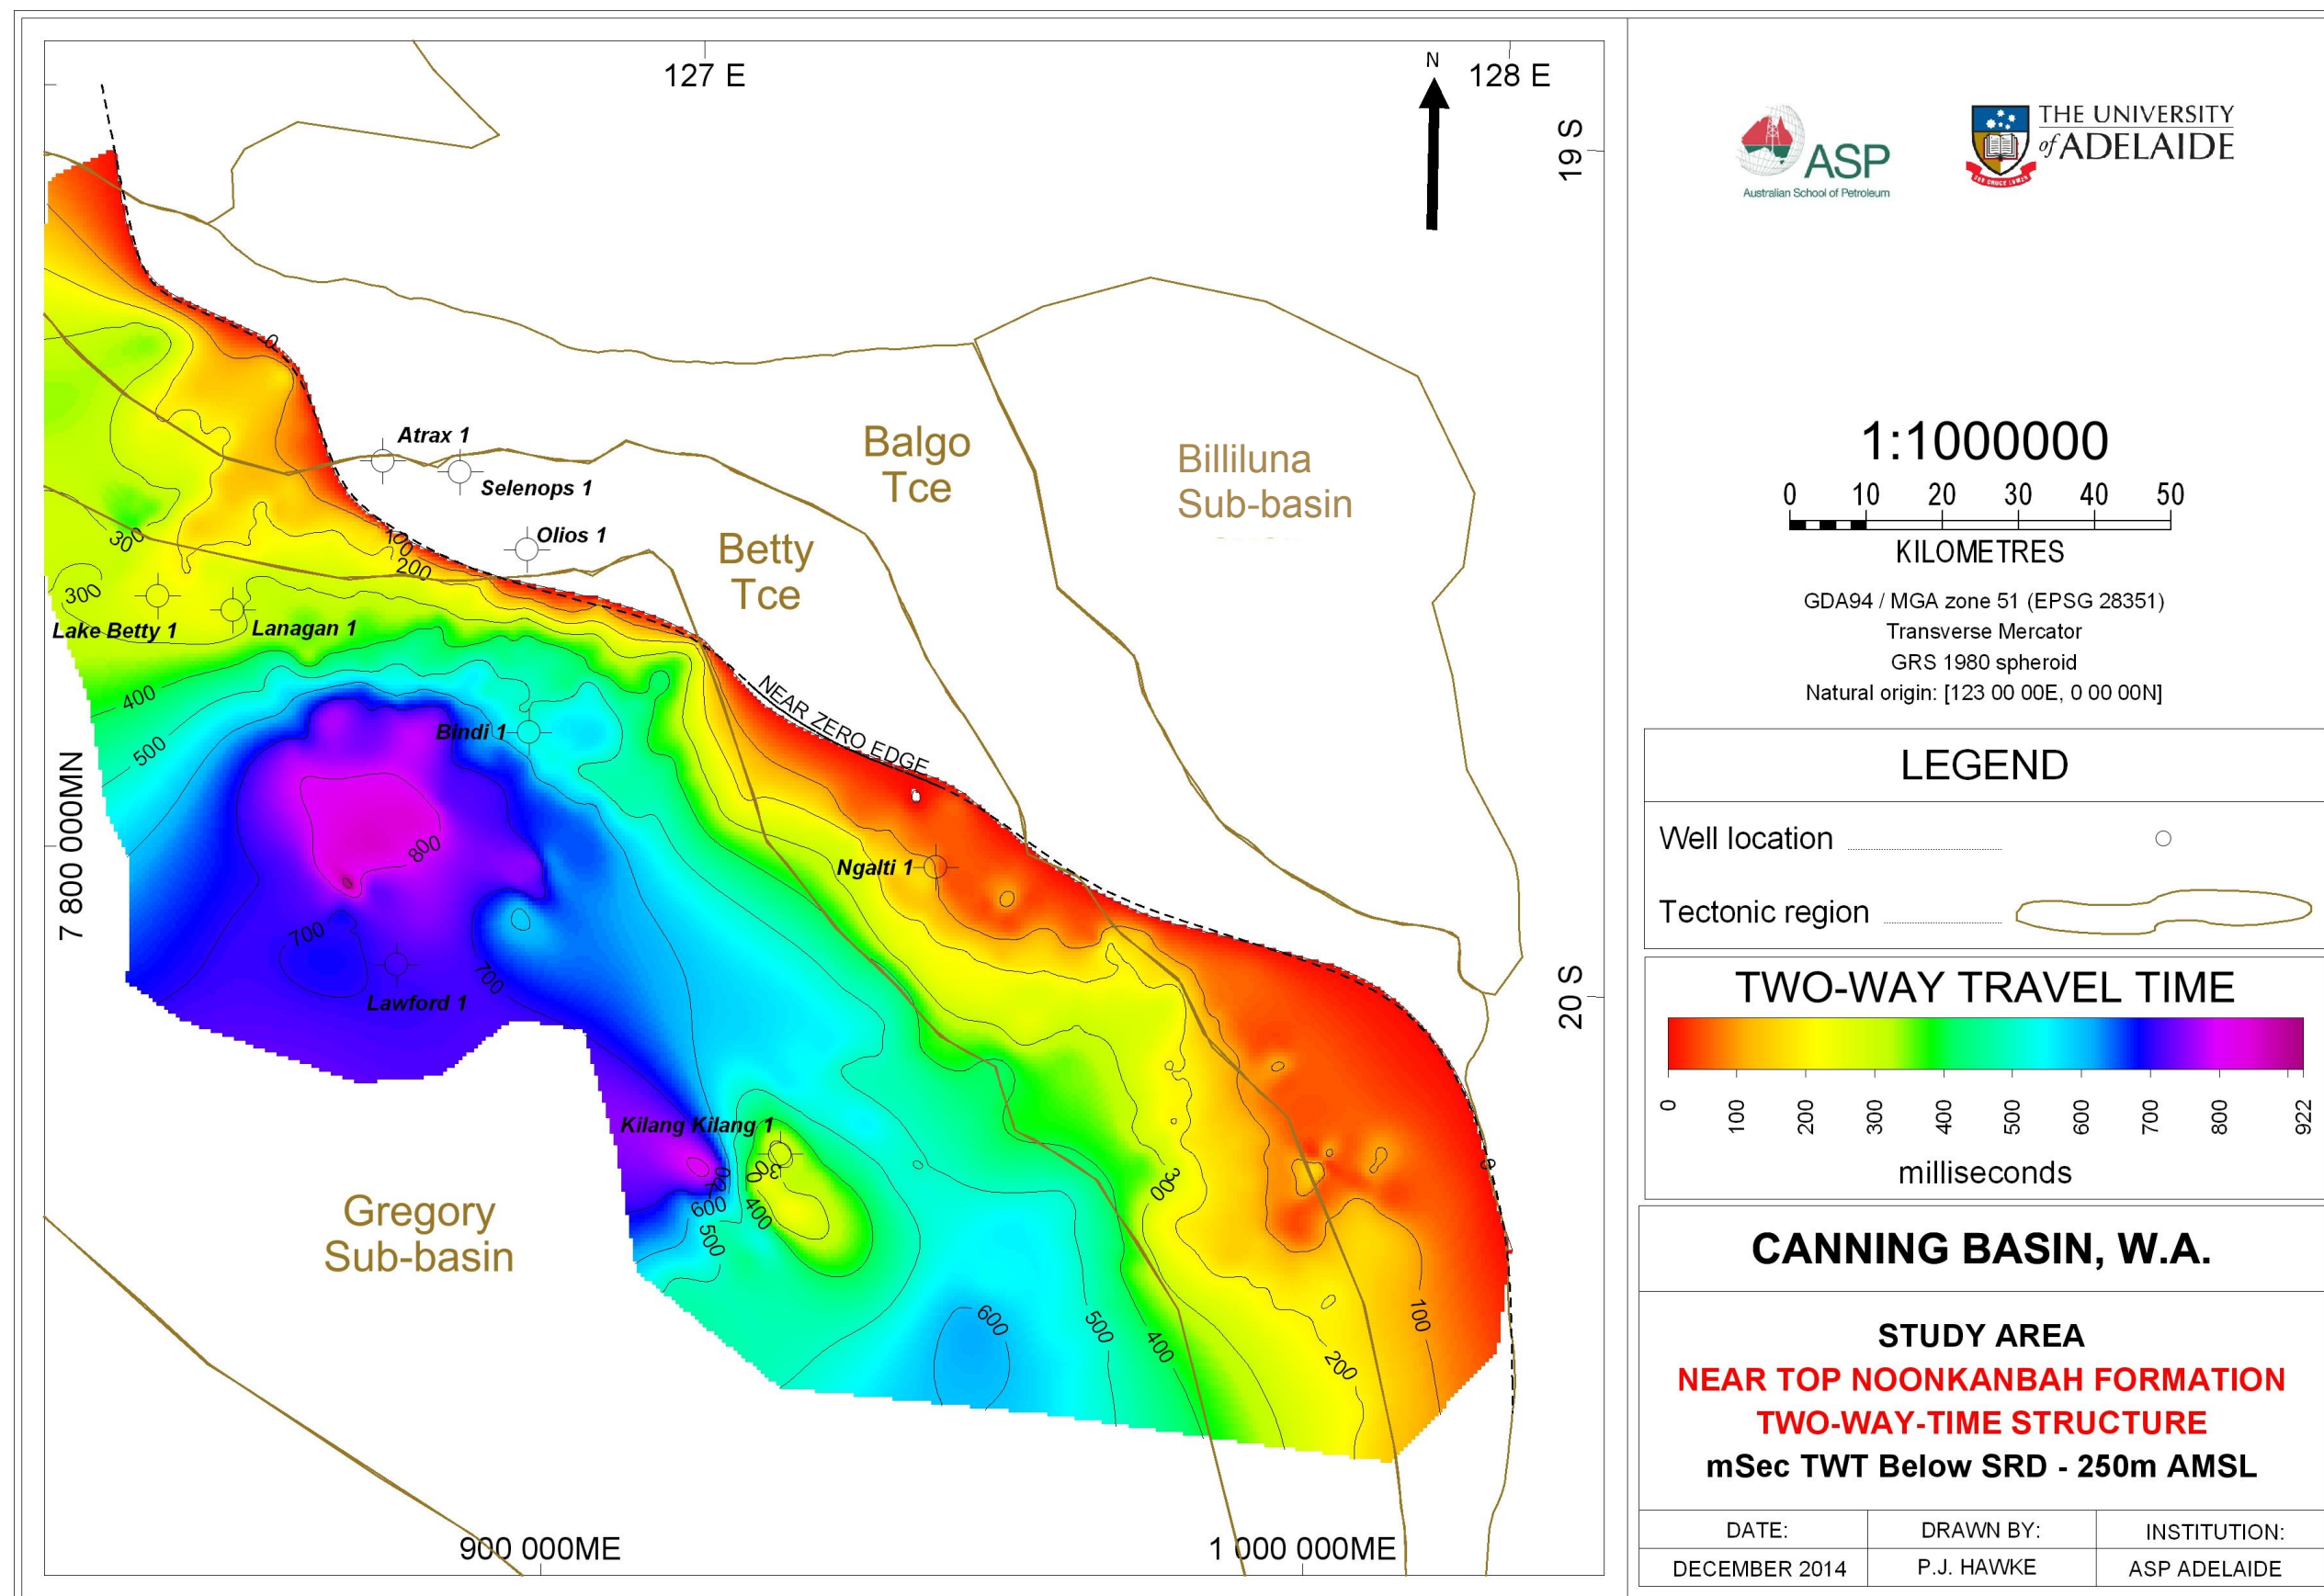 127 E
128 E
N
19 S
0
Atrax 1
Selenops 1
Balgo
Tce
Billiluna
Sub-basin
Olios 1
Betty
Tce
100
200
300
300
Lake Betty 1
Lanagan 1
400
500
Bindi 1
NEAR ZERO EDGE
7 800 000MN
800
Ngalti 1
700
Lawford 1
700
20 S
Kilang Kilang 1
300
400
700
600
500
300
0
Gregory
Sub-basin
600
500
400
200
100
900 000ME
1 000 000ME
ASP
Australian School of Petroleum
THE UNIVERSITY
of ADELAIDE
SUB CRUCE LUMEN
1:1000000
0 10 20 30 40 50
KILOMETRES
GDA94 / MGA zone 51 (EPSG 28351)
Transverse Mercator
GRS 1980 spheroid
Natural origin: [123 00 00E, 0 00 00N]
LEGEND
Well location
Tectonic region
TWO-WAY TRAVEL TIME
0 100 200 300 400 500 600 700 800 922
milliseconds
CANNING BASIN, W.A.
STUDY AREA
NEAR TOP NOONKANBAH FORMATION
TWO-WAY-TIME STRUCTURE
mSec TWT Below SRD - 250m AMSL
DATE: DRAWN BY: INSTITUTION:
DECEMBER 2014 P.J. HAWKE ASP ADELAIDE